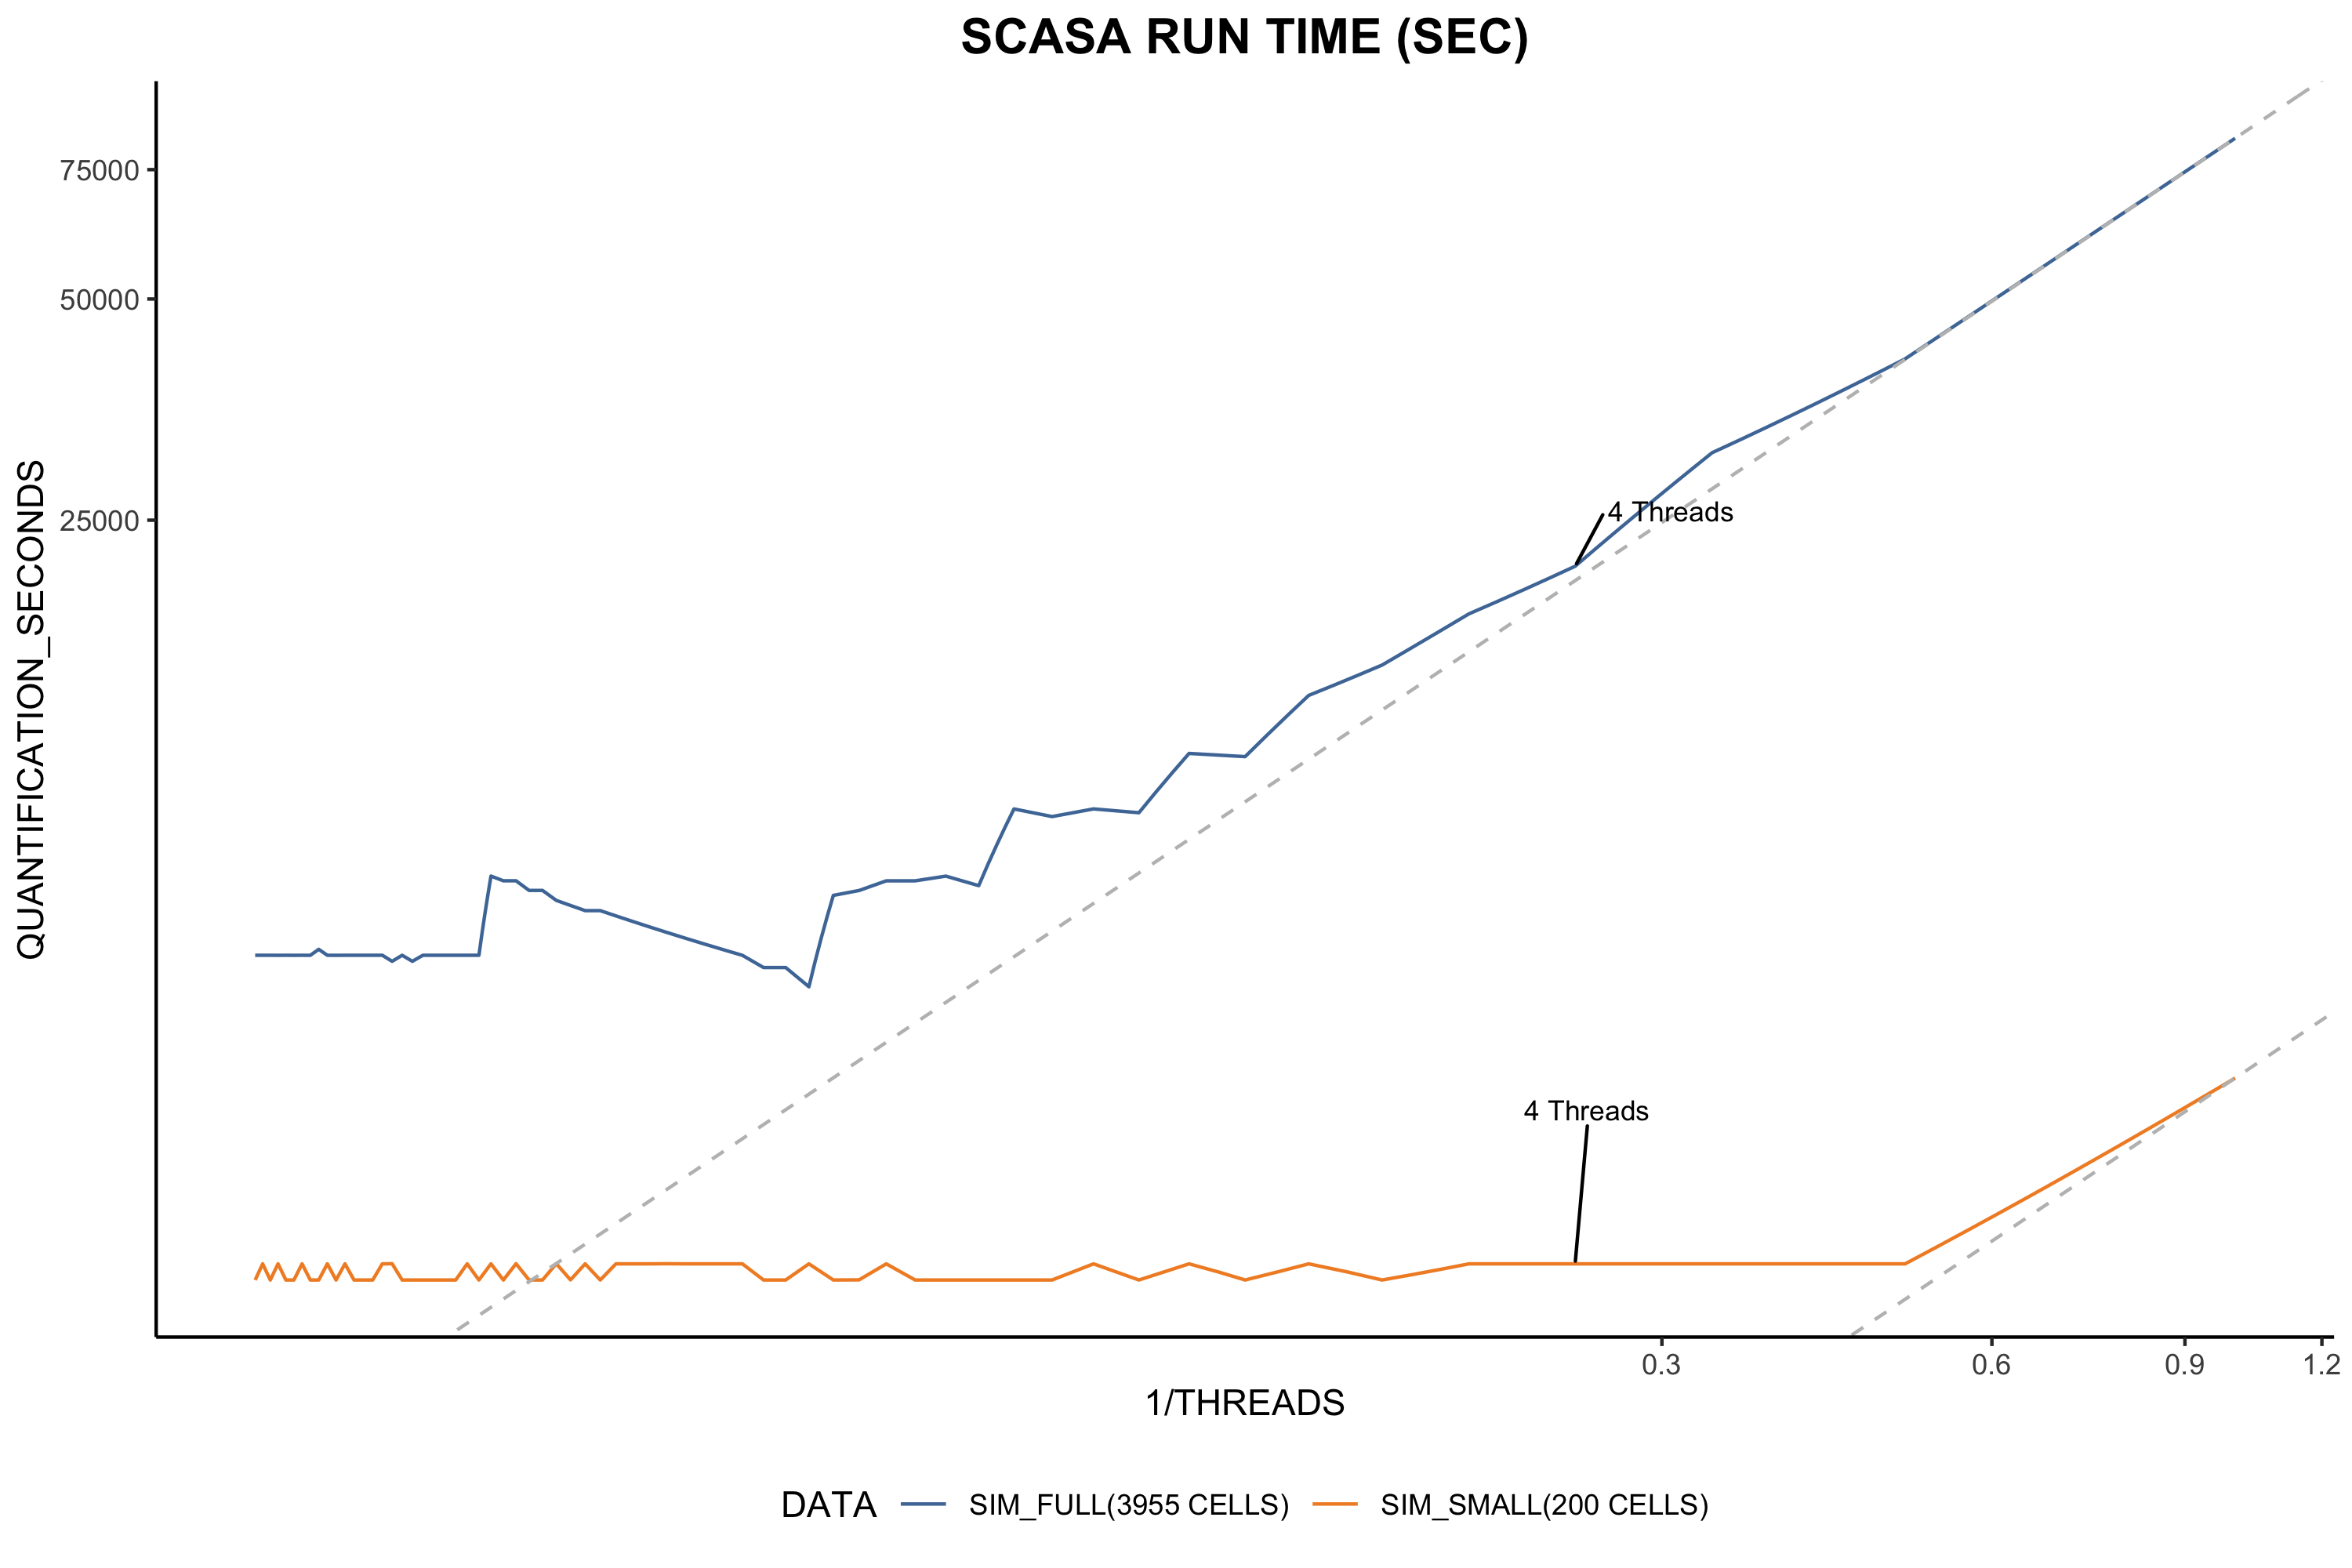 SCASA RUN TIME (SEC)
75000
50000
25000
QUANTIFICATION_SECONDS
4 Threads
4 Threads
0.3
0.6
0.9
1.2
1/THREADS
DATA
SIM_FULL(3955 CELLS)
SIM_SMALL(200 CELLS)